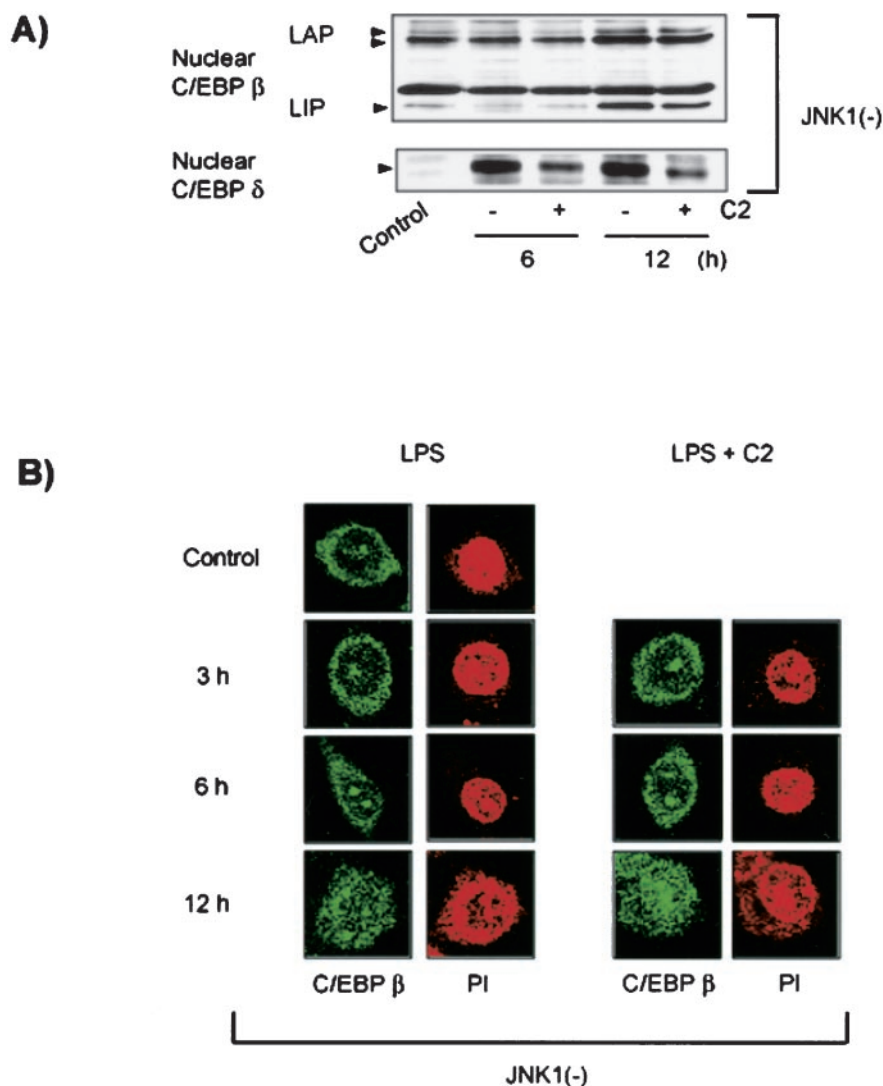 A)
LAP
Nuclear
C/EBP β
LIP
JNK1(-)
Nuclear
C/EBP δ
Control - + - + C2
6 12 (h)
B)
LPS LPS + C2
Control
3 h
6 h
12 h
C/EBP β PI C/EBP β PI
JNK1(-)